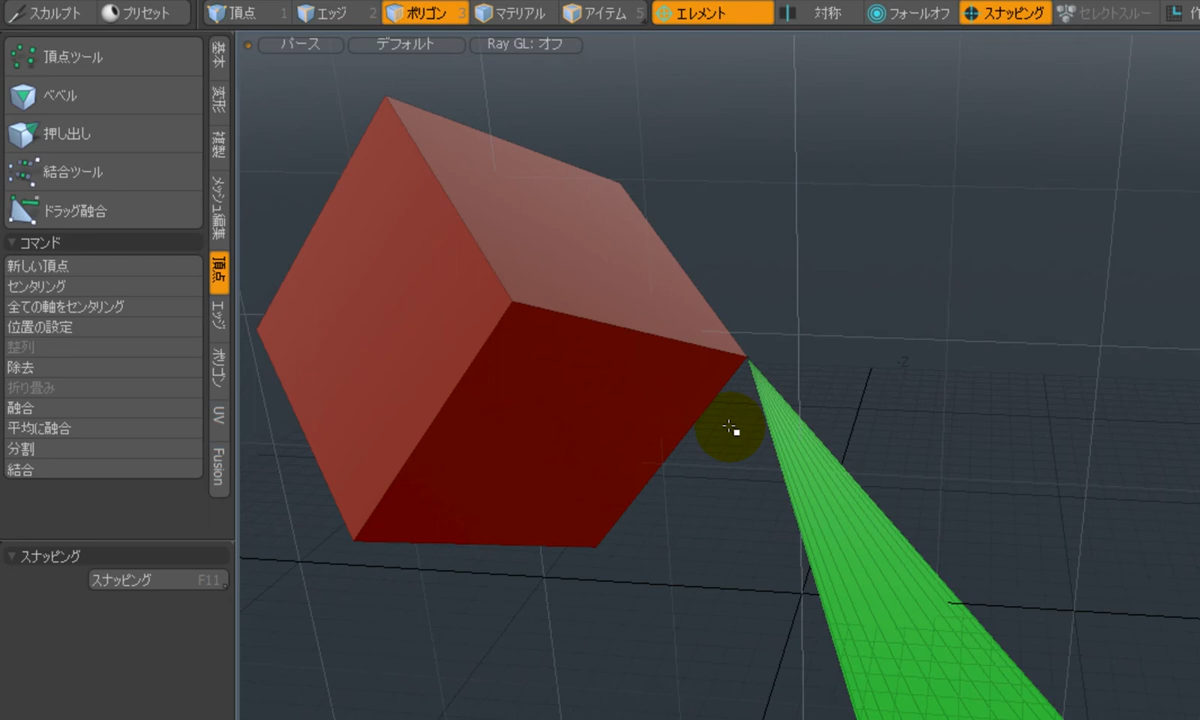 スカルプト プリセット 頂点 1 エッジ 2 ポリゴン 3 マテリアル アイテム 5 エレメント 対称 フォールオフ スナッピング セレクトスルー 作
パース デフォルト Ray GL: オフ
頂点ツール
ベベル
押し出し
結合ツール
ドラッグ融合
コマンド
新しい頂点
センタリング
全ての軸をセンタリング
位置の設定
整列
除去
折り畳み
融合
平均に融合
分割
結合
基本
変形
複製
メッシュ編集
頂点
エッジ
ポリゴン
UV
Fusion
スナッピング
スナッピング F11
-Z